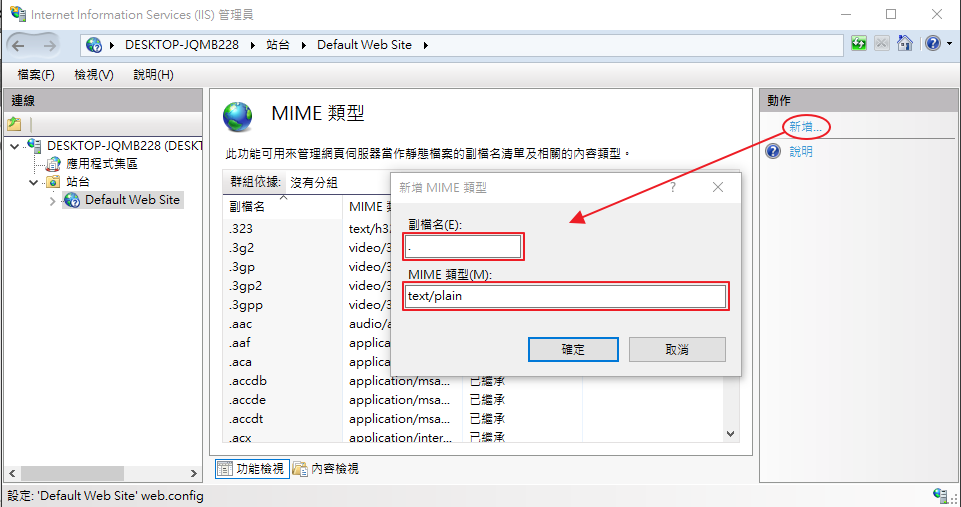 Internet Information Services (IIS) 管理員
DESKTOP-JQMB228 站台 Default Web Site
檔案(F) 檢視(V) 說明(H)
連線
DESKTOP-JQMB228 (DESKT
應用程式集區
站台
Default Web Site
MIME 類型
此功能可用來管理網頁伺服器當作靜態檔案的副檔名清單及相關的內容類型。
群組依據: 沒有分組
副檔名 MIME 類
.323 text/h32
.3g2 video/3
.3gp video/3
.3gp2 video/3
.3gpp video/3
.aac audio/a
.aaf applica
.aca applica
.accdb application/msa... 已繼承
.accde application/msa... 已繼承
.accdt application/msa... 已繼承
.acx application/inter... 已繼承
新增 MIME 類型 ?
副檔名(E):
.
MIME 類型(M):
text/plain
確定 取消
動作
新增...
說明
功能檢視 內容檢視
設定: 'Default Web Site' web.config